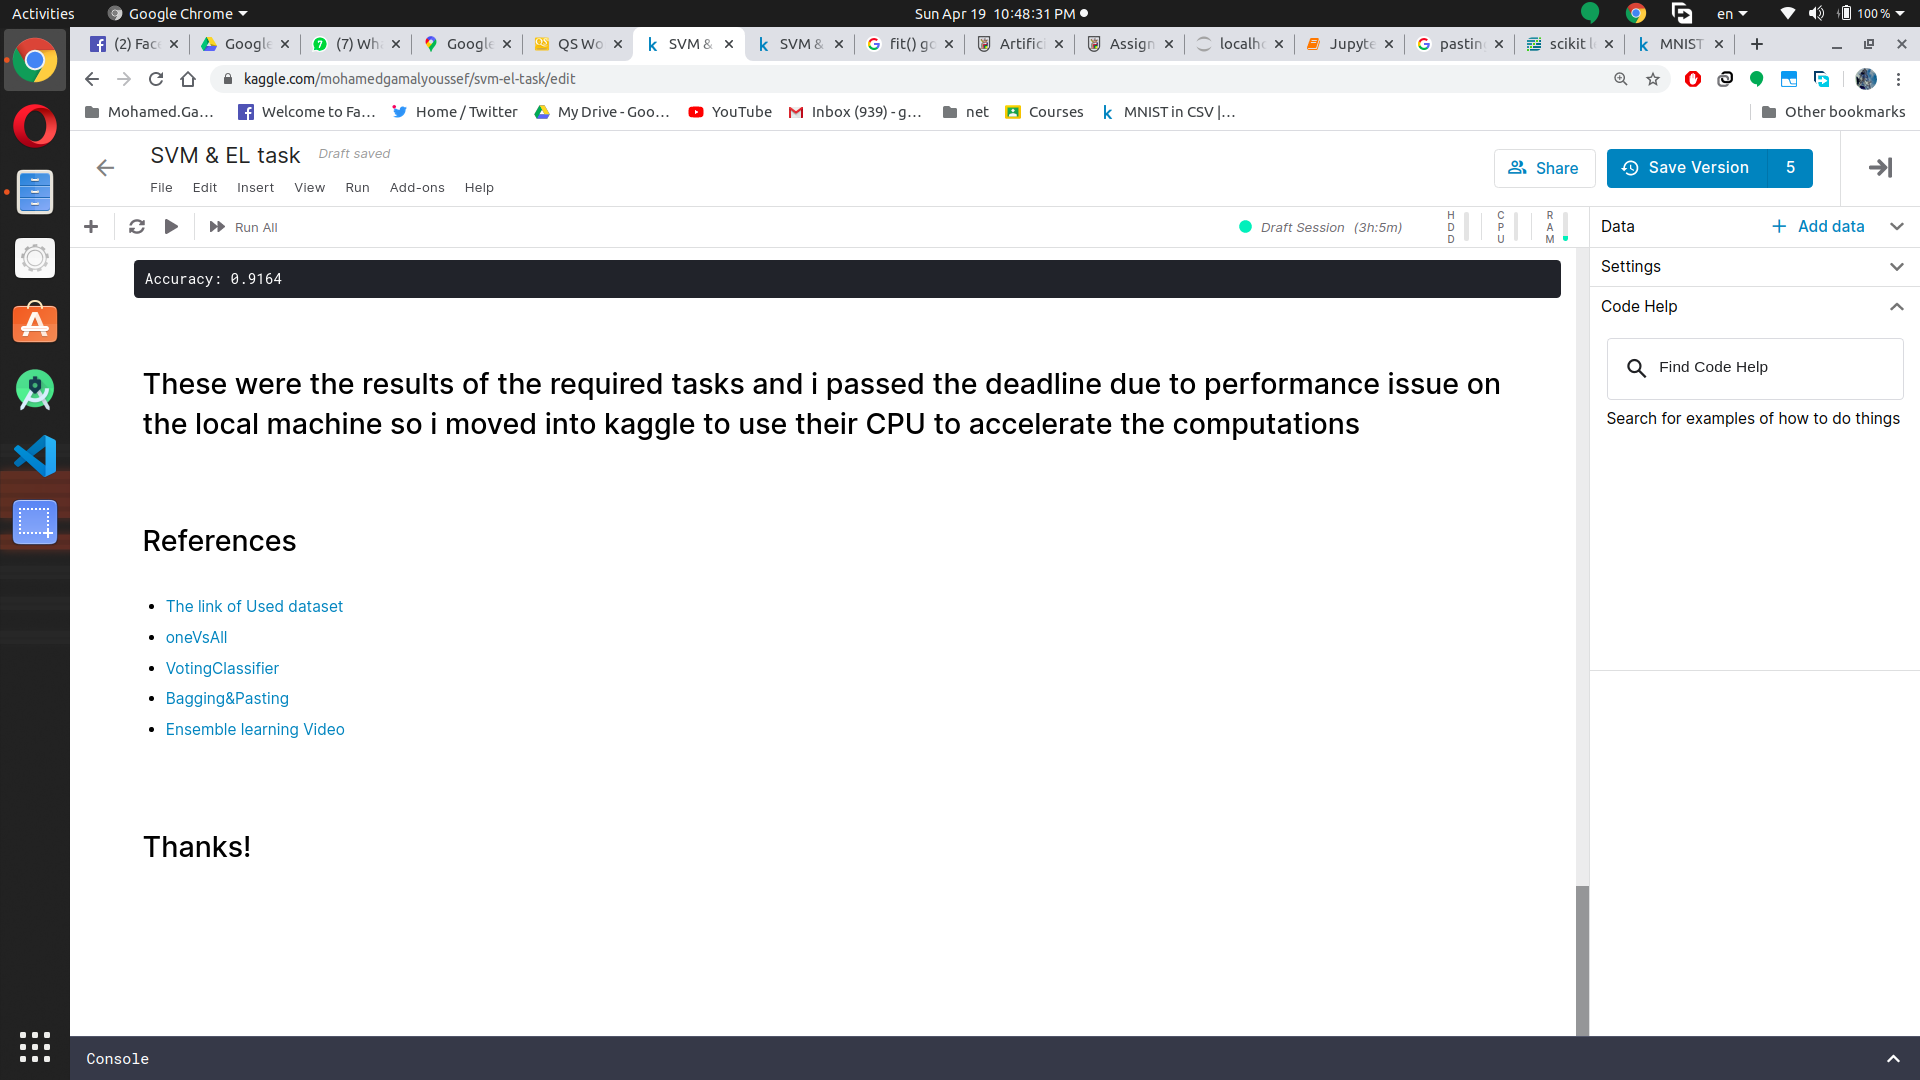 Activities Google Chrome Sun Apr 19 10:48:31 PM en 100 %
(2) Fac Google (7) Wh Google QS Wo SVM & SVM & fit() go Artifici Assign localho Jupyte pasting scikit l MNIST
kaggle.com/mohamedgamalyoussef/svm-el-task/edit
Mohamed.Ga... Welcome to Fa... Home / Twitter My Drive - Goo... YouTube Inbox (939) - g... net Courses MNIST in CSV |... Other bookmarks
SVM & EL task Draft saved
File Edit Insert View Run Add-ons Help
Share Save Version 5
Run All Draft Session (3h:5m) HDD CPU RAM
Data Add data
Settings
Code Help
Find Code Help
Search for examples of how to do things
Accuracy: 0.9164
These were the results of the required tasks and i passed the deadline due to performance issue on
the local machine so i moved into kaggle to use their CPU to accelerate the computations
References
The link of Used dataset
oneVsAll
VotingClassifier
Bagging&Pasting
Ensemble learning Video
Thanks!
Console